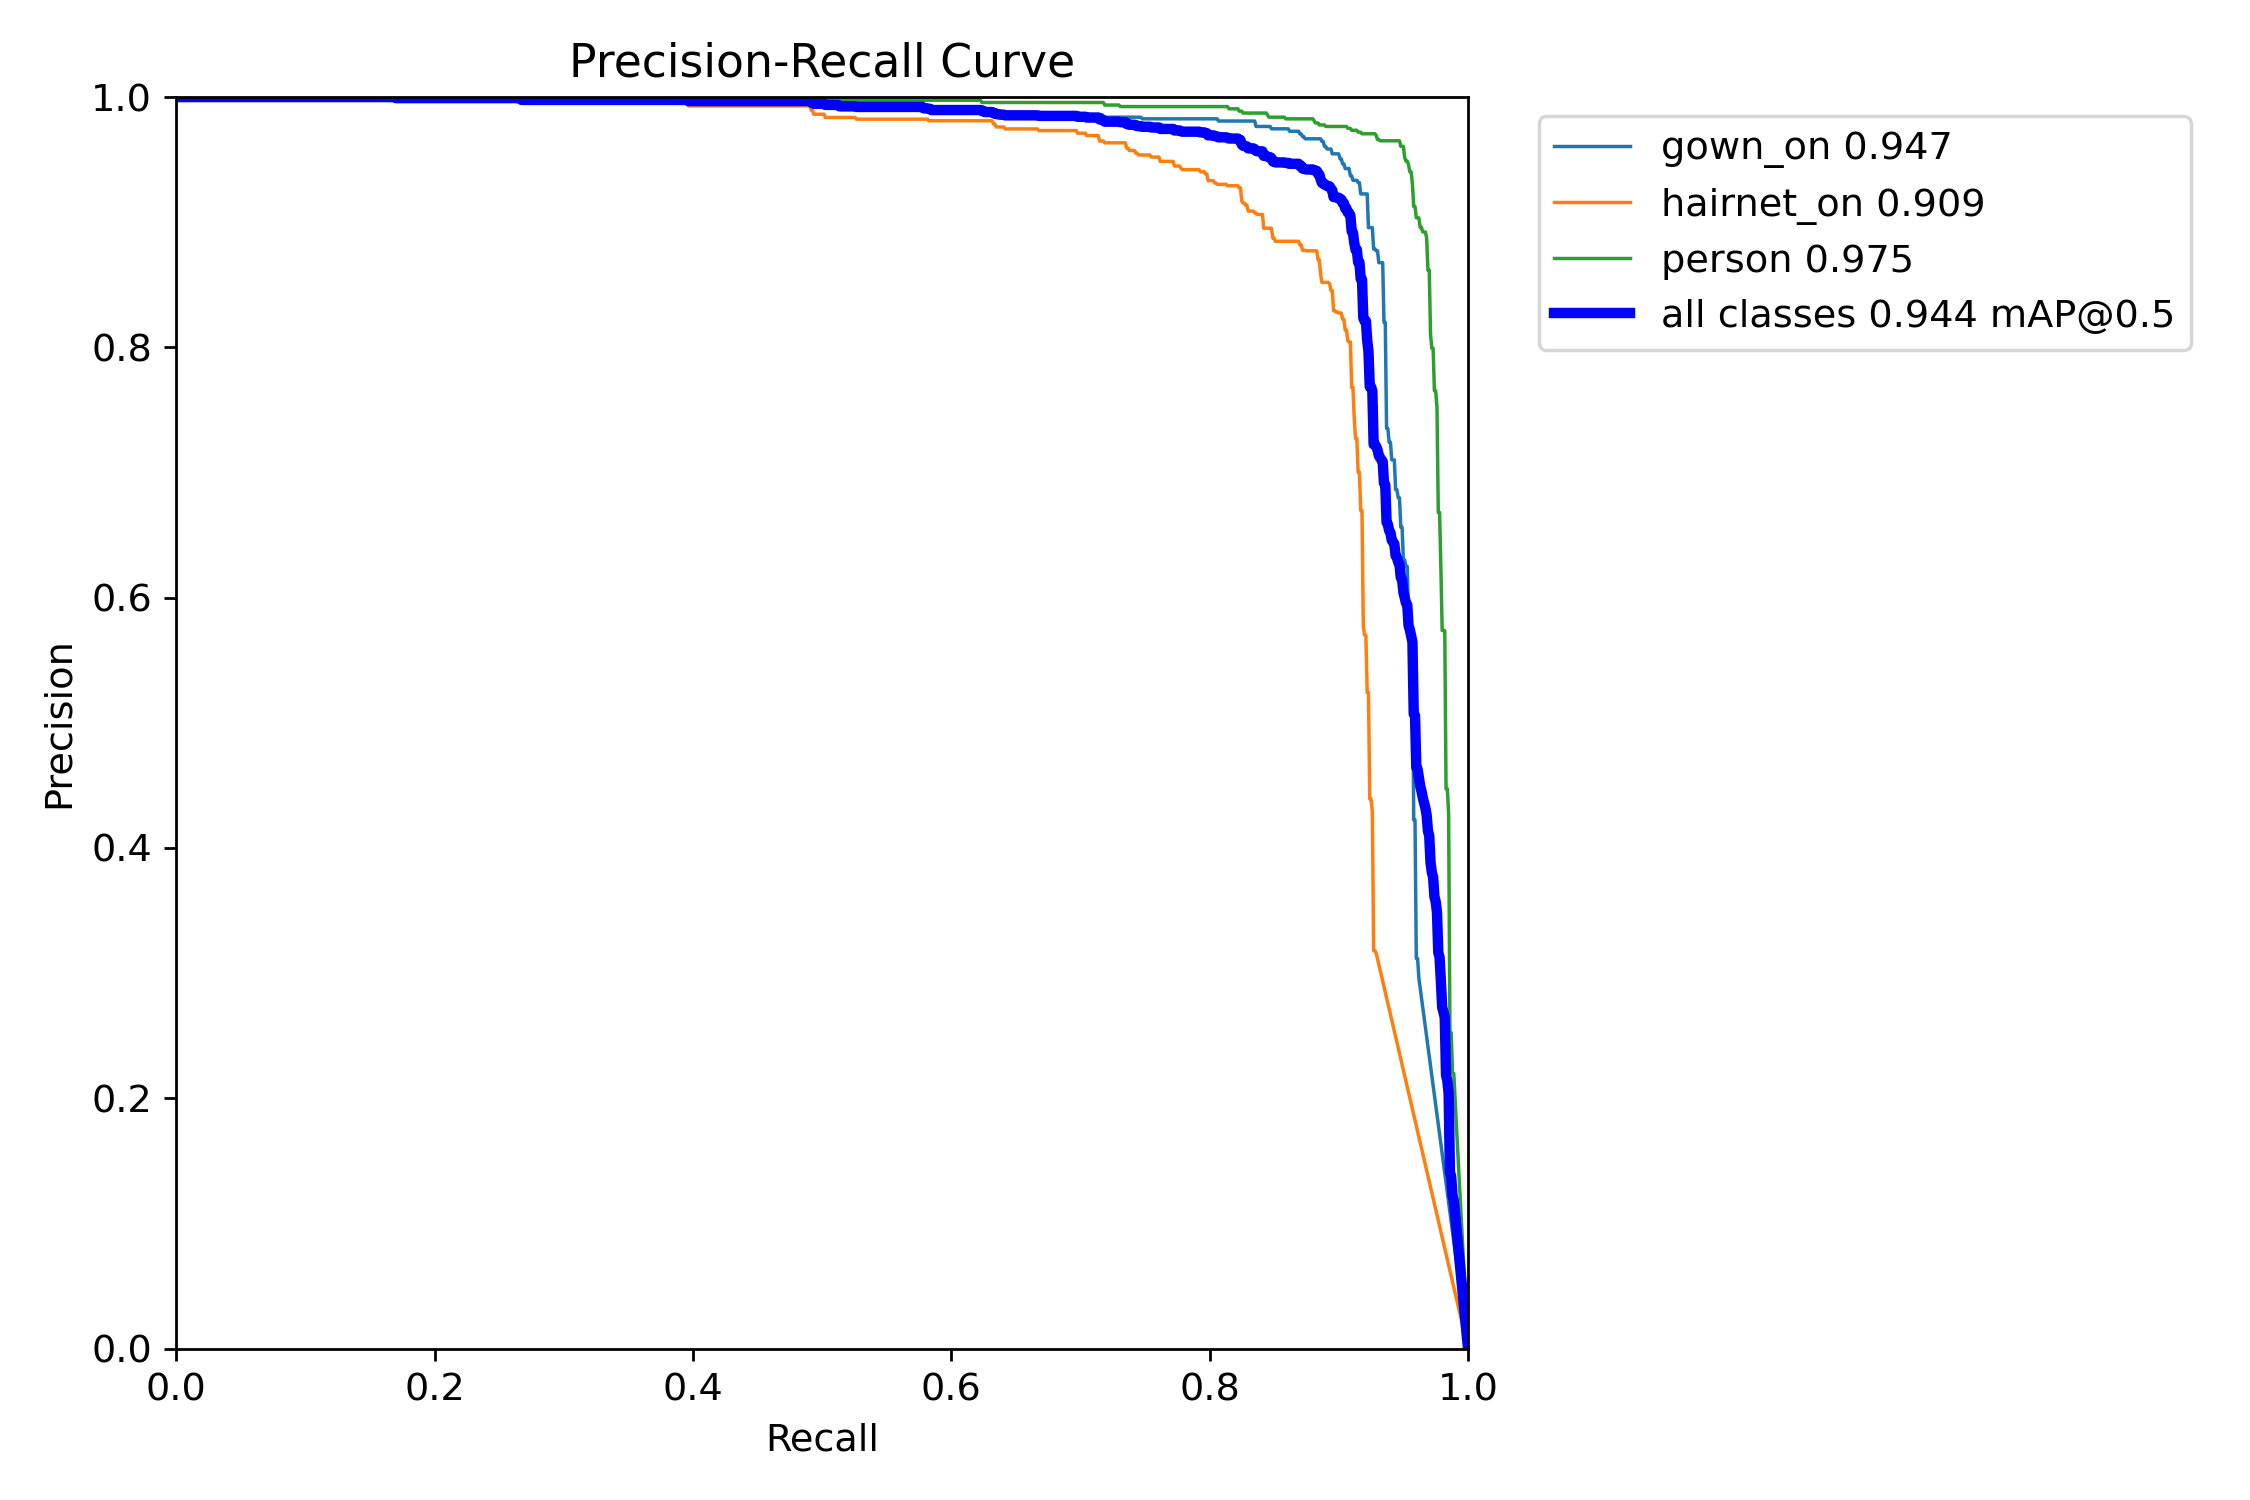 Precision-Recall Curve
1.0
0.8
0.6
0.4
0.2
0.0
Precision
0.0 0.2 0.4 0.6 0.8 1.0
Recall
gown_on 0.947
hairnet_on 0.909
person 0.975
all classes 0.944 mAP@0.5